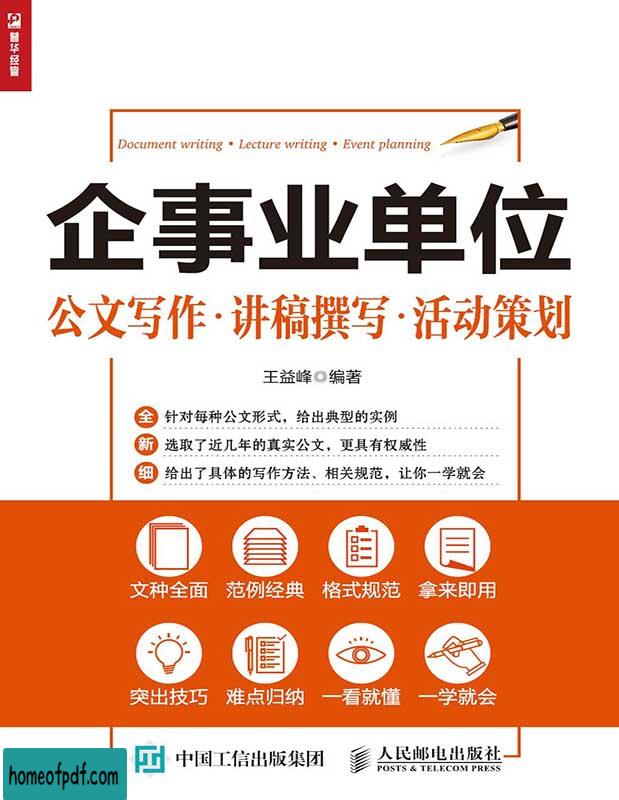 普华经管
Document writing • Lecture writing • Event planning
企事业单位
公文写作·讲稿撰写·活动策划
王益峰◎编著
全 针对每种公文形式，给出典型的实例
新 选取了近几年的真实公文，更具有权威性
细 给出了具体的写作方法、相关规范，让你一学就会
文种全面 范例经典 格式规范 拿来即用
突出技巧 难点归纳 一看就懂 一学就会
中国工信出版集团 人民邮电出版社
POSTS & TELECOM PRESS
homeofpdf.com